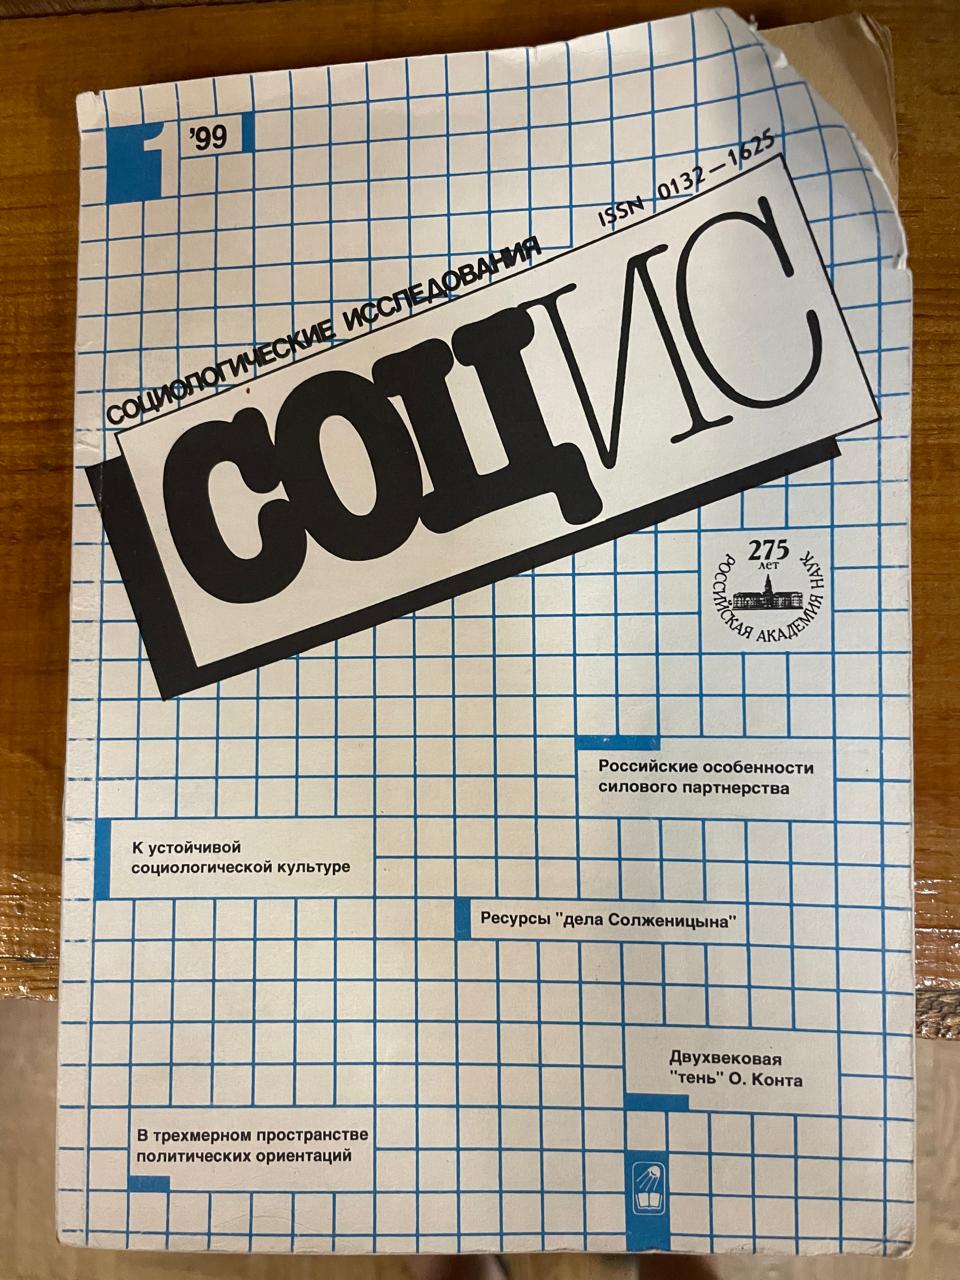 1 '99
ISSN 0132-1625
СОЦИОЛОГИЧЕСКИЕ ИССЛЕДОВАНИЯ
СОЦИС
275
ЛЕТ
РОССИЙСКАЯ АКАДЕМИЯ НАУК
Российские особенности
силового партнерства
К устойчивой
социологической культуре
Ресурсы "дела Солженицына"
Двухвековая
"тень" О. Конта
В трехмерном пространстве
политических ориентаций